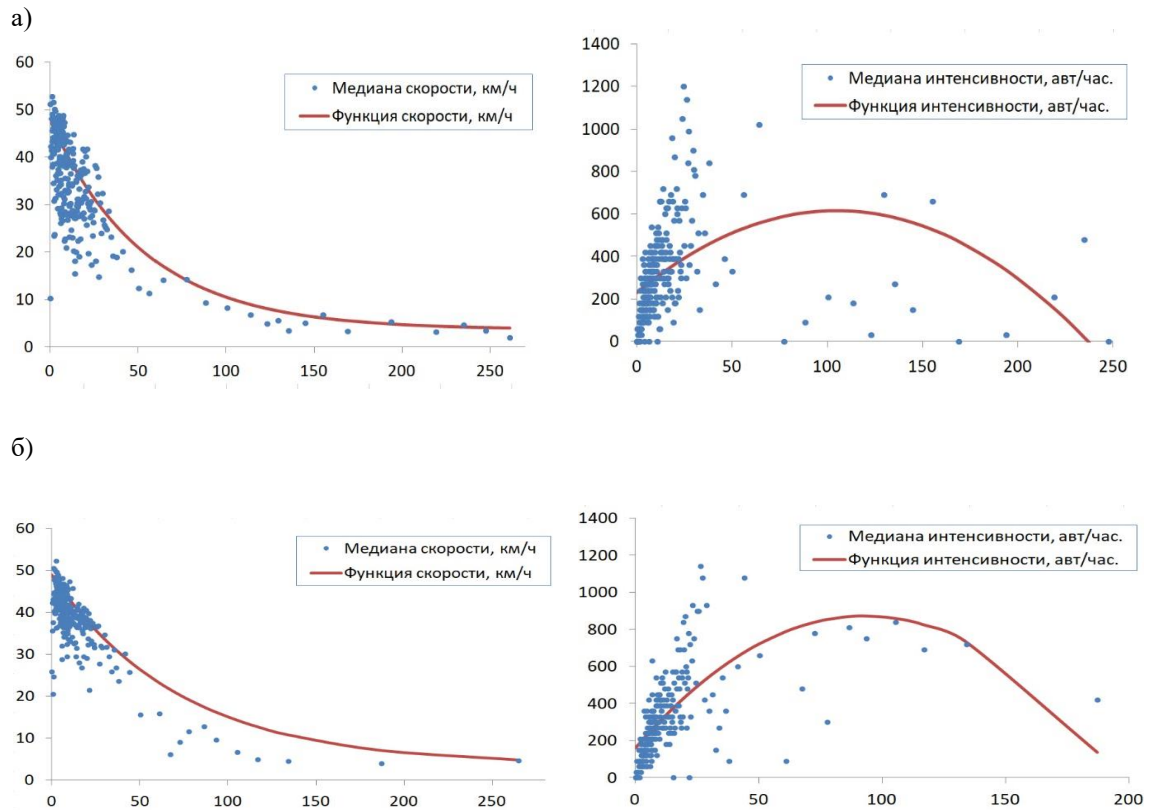 а)
60
50
40
30
20
10
0
0 50 100 150 200 250
Медиана скорости, км/ч
Функция скорости, км/ч
1400
1200
1000
800
600
400
200
0
0 50 100 150 200 250
Медиана интенсивности, авт/час.
Функция интенсивности, авт/час.
б)
60
50
40
30
20
10
0
0 50 100 150 200 250
Медиана скорости, км/ч
Функция скорости, км/ч
1400
1200
1000
800
600
400
200
0
0 50 100 150 200
Медиана интенсивности, авт/час.
Функция интенсивности, авт/час.